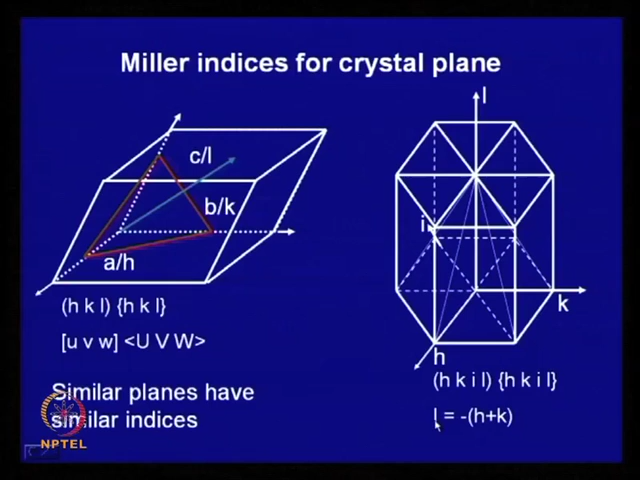 Miller indices for crystal plane
c/l
b/k
a/h
(h k l) {h k l}
[u v w] <U V W>
Similar planes have
similar indices
NPTEL
l
i
k
h
(h k i l) {h k i l}
l = -(h+k)